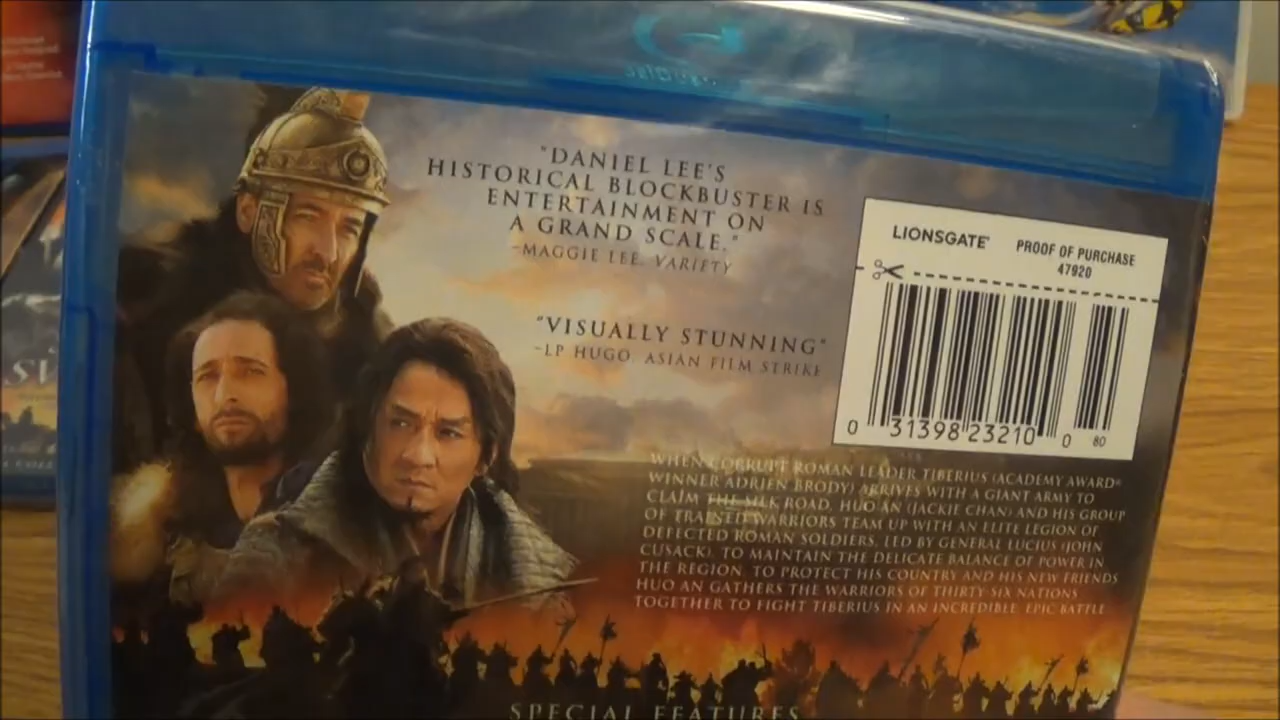 "DANIEL LEE'S
HISTORICAL BLOCKBUSTER IS
ENTERTAINMENT ON
A GRAND SCALE."
-MAGGIE LEE, VARIETY
"VISUALLY STUNNING"
-LP HUGO, ASIAN FILM STRIKE
LIONSGATE
PROOF OF PURCHASE
47920
0 31398 23210 0 80
WHEN CORRUPT ROMAN LEADER TIBERIUS (ACADEMY AWARD®
WINNER ADRIEN BRODY) ARRIVES WITH A GIANT ARMY TO
CLAIM THE SILK ROAD, HUO AN (JACKIE CHAN) AND HIS GROUP
OF TRAINED WARRIORS TEAM UP WITH AN ELITE LEGION OF
DEFECTED ROMAN SOLDIERS, LED BY GENERAL LUCIUS (JOHN
CUSACK), TO MAINTAIN THE DELICATE BALANCE OF POWER IN
THE REGION. TO PROTECT HIS COUNTRY AND HIS NEW FRIENDS
HUO AN GATHERS THE WARRIORS OF THIRTY-SIX NATIONS
TOGETHER TO FIGHT TIBERIUS IN AN INCREDIBLE EPIC BATTLE
SPECIAL FEATURES